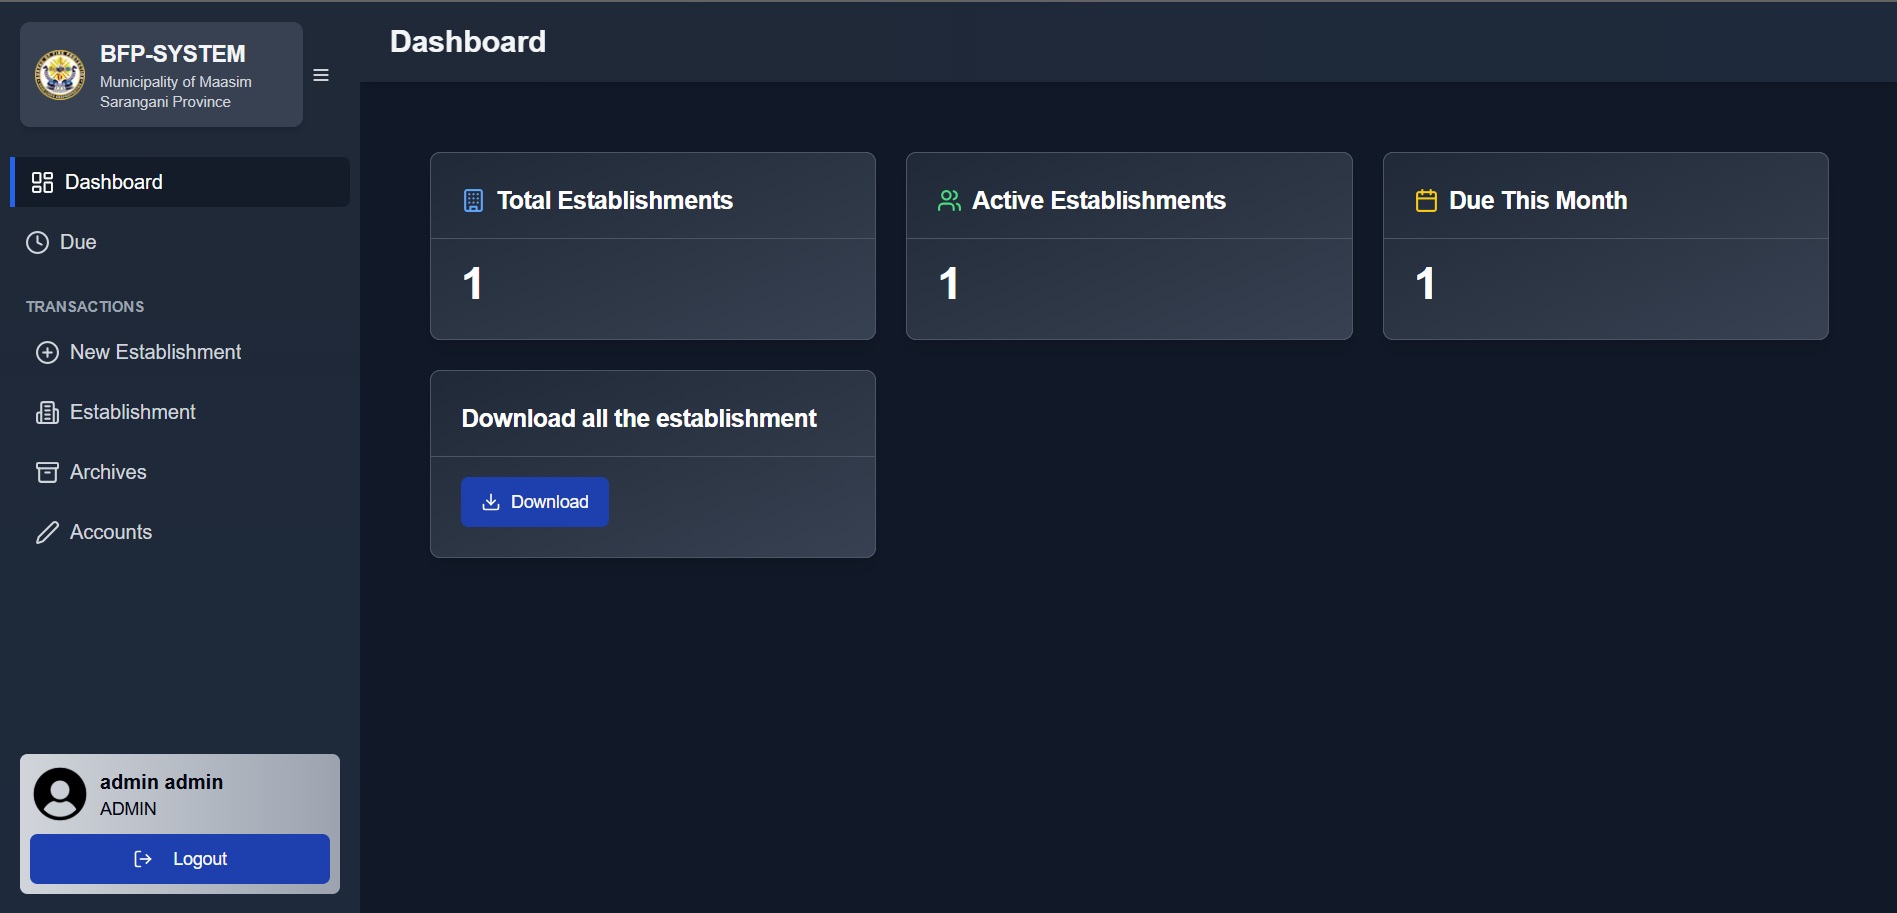 BFP-SYSTEM
Municipality of Maasim
Sarangani Province
Dashboard
Due
TRANSACTIONS
New Establishment
Establishment
Archives
Accounts
admin admin
ADMIN
Logout
Dashboard
Total Establishments
1
Active Establishments
1
Due This Month
1
Download all the establishment
Download